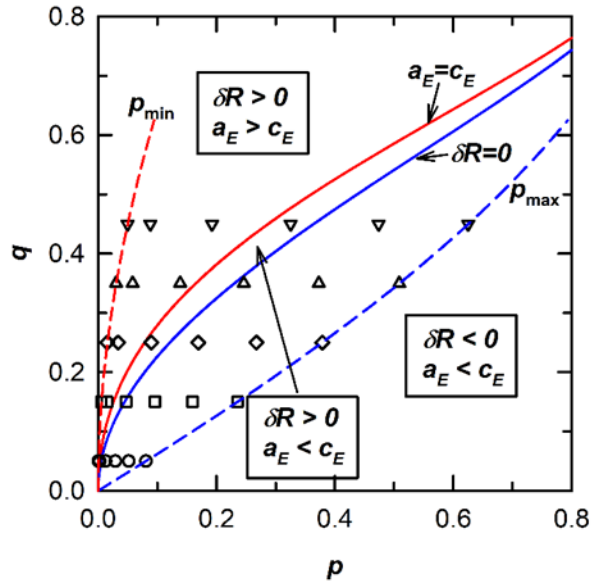 0.8
0.6
0.4
0.2
0.0
q
p_min
δR > 0
a_E > c_E
a_E=c_E
δR=0
p_max
δR < 0
a_E < c_E
δR > 0
a_E < c_E
0.0 0.2 0.4 0.6 0.8
p